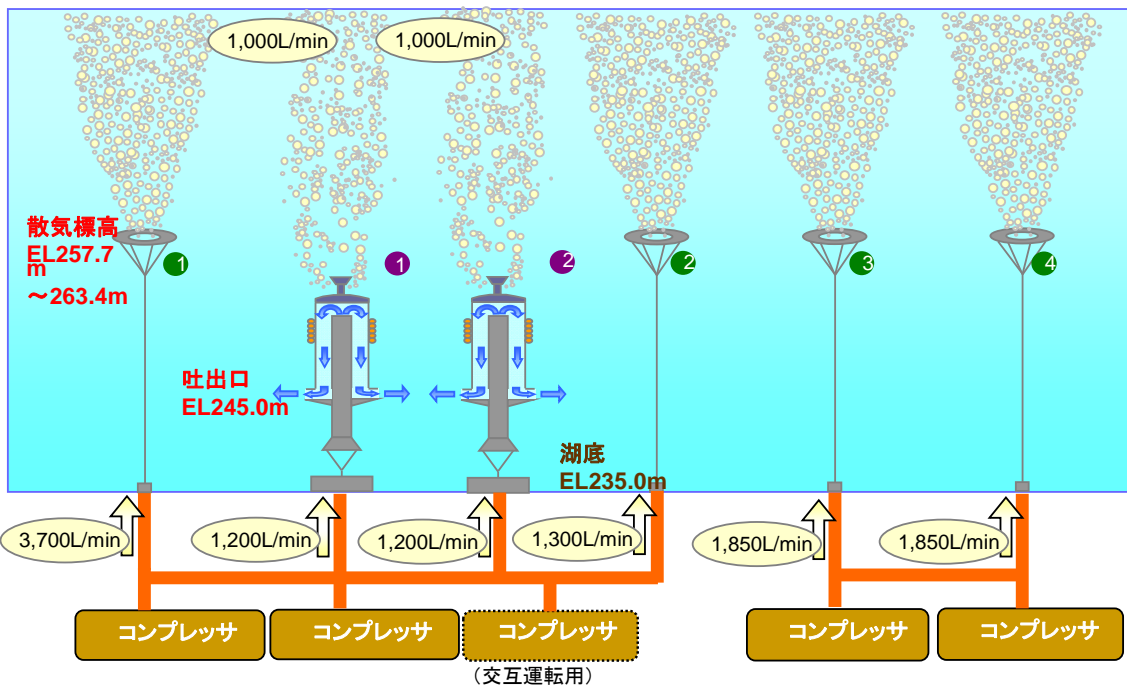 1,000L/min
1,000L/min
散気標高
EL257.7
m
～263.4m
1
1
2
2
3
4
吐出口
EL245.0m
湖底
EL235.0m
3,700L/min
1,200L/min
1,200L/min
1,300L/min
1,850L/min
1,850L/min
コンプレッサ
コンプレッサ
コンプレッサ
コンプレッサ
コンプレッサ
（交互運転用）